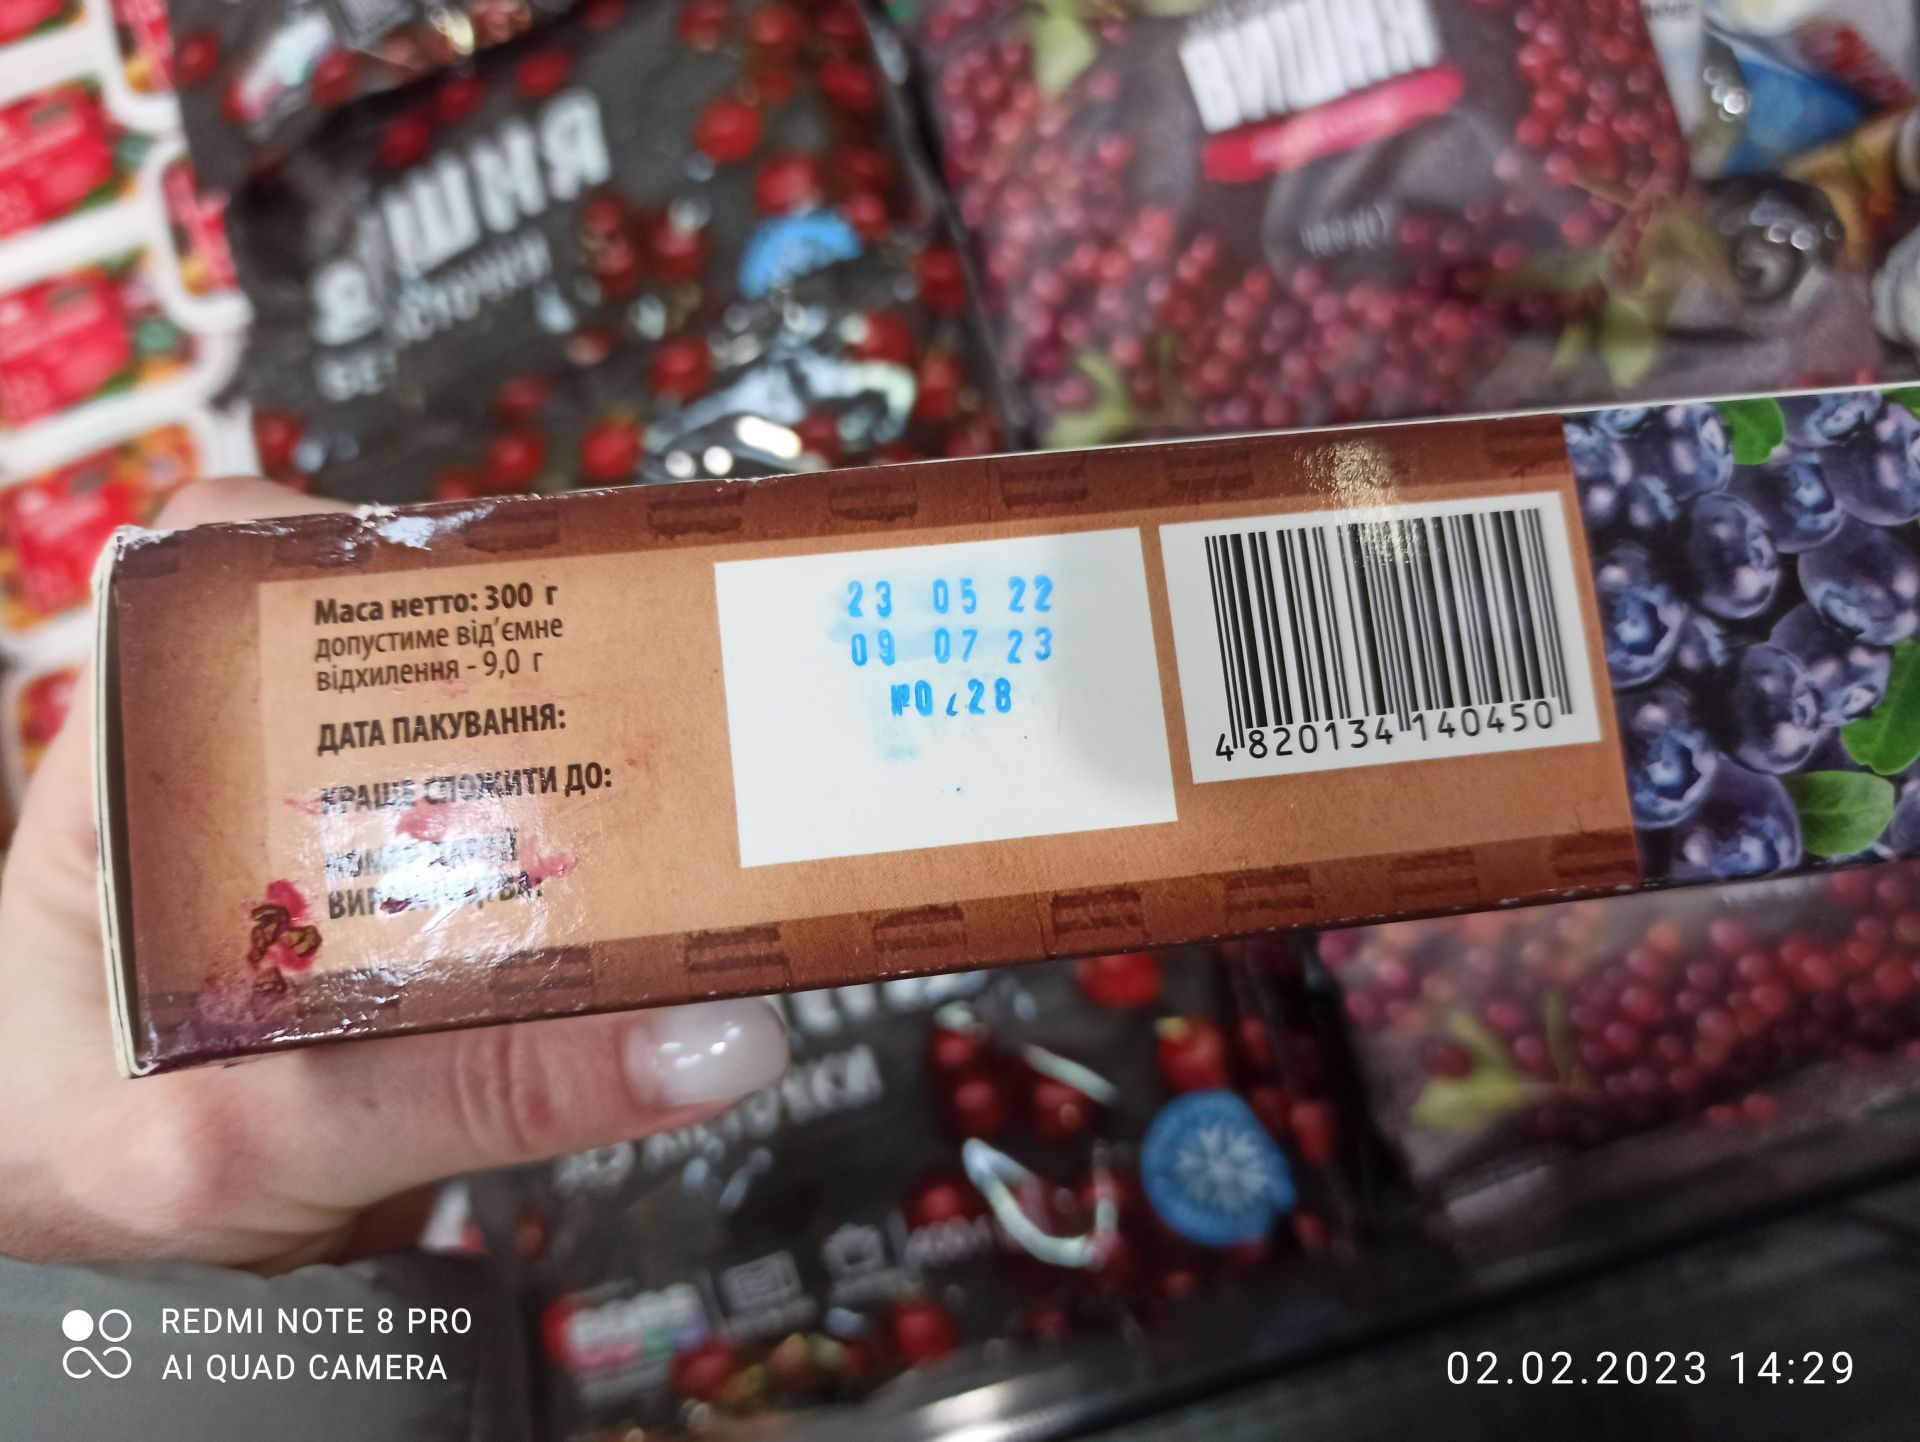 ВИШНЯ
Маса нетто: 300 г
допустиме від'ємне
відхилення - 9,0 г
ДАТА ПАКУВАННЯ:
КРАЩЕ СПОЖИТИ ДО:
23 05 22
09 07 23
4 820134 140450
REDMI NOTE 8 PRO
AI QUAD CAMERA
02.02.2023 14:29